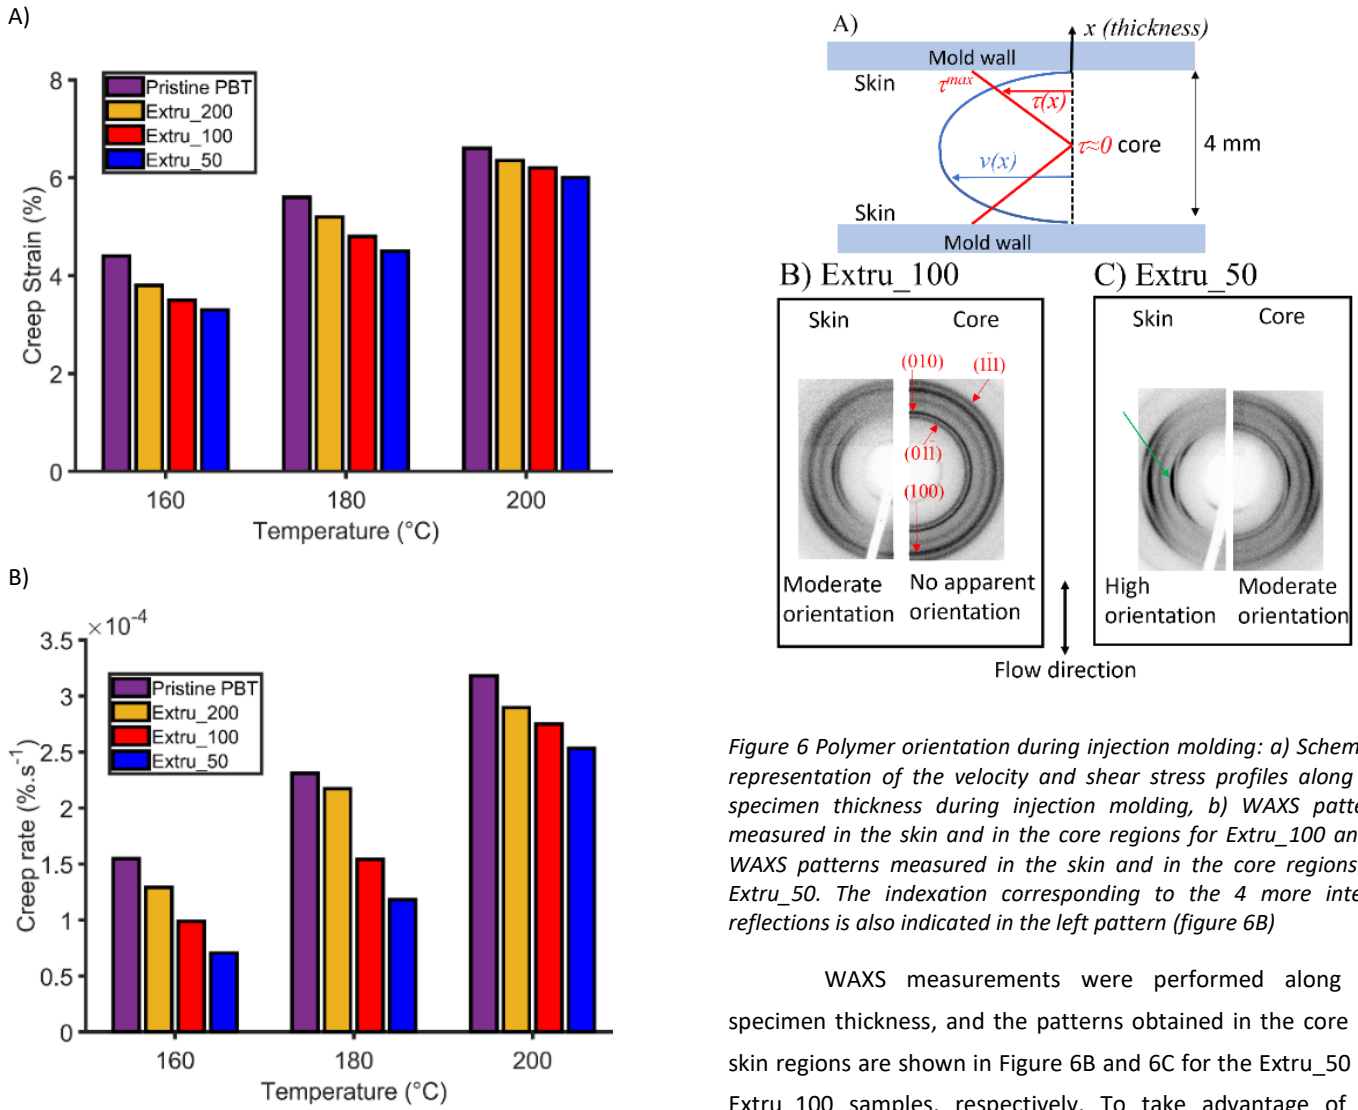 A)
8
6
4
2
0
Creep Strain (%)
Pristine PBT
Extru_200
Extru_100
Extru_50
160
180
200
Temperature (°C)
B)
×10⁻⁴
3.5
3
2.5
2
1.5
1
0.5
0
Creep rate (%.s⁻¹)
Pristine PBT
Extru_200
Extru_100
Extru_50
160
180
200
Temperature (°C)
A)
x (thickness)
Mold wall
Skin
τᵐᵃˣ
τ(x)
τ≈0 core
4 mm
v(x)
Skin
Mold wall
B) Extru_100
Skin
Core
(010)
(11̄1)
(011̄)
(100)
Moderate
orientation
No apparent
orientation
C) Extru_50
Skin
Core
High
orientation
Moderate
orientation
Flow direction
Figure 6 Polymer orientation during injection molding: a) Schem
representation of the velocity and shear stress profiles along
specimen thickness during injection molding, b) WAXS patte
measured in the skin and in the core regions for Extru_100 an
WAXS patterns measured in the skin and in the core regions
Extru_50. The indexation corresponding to the 4 more inte
reflections is also indicated in the left pattern (figure 6B)
WAXS measurements were performed along
specimen thickness, and the patterns obtained in the core
skin regions are shown in Figure 6B and 6C for the Extru_50
Extru_100 samples, respectively. To take advantage of